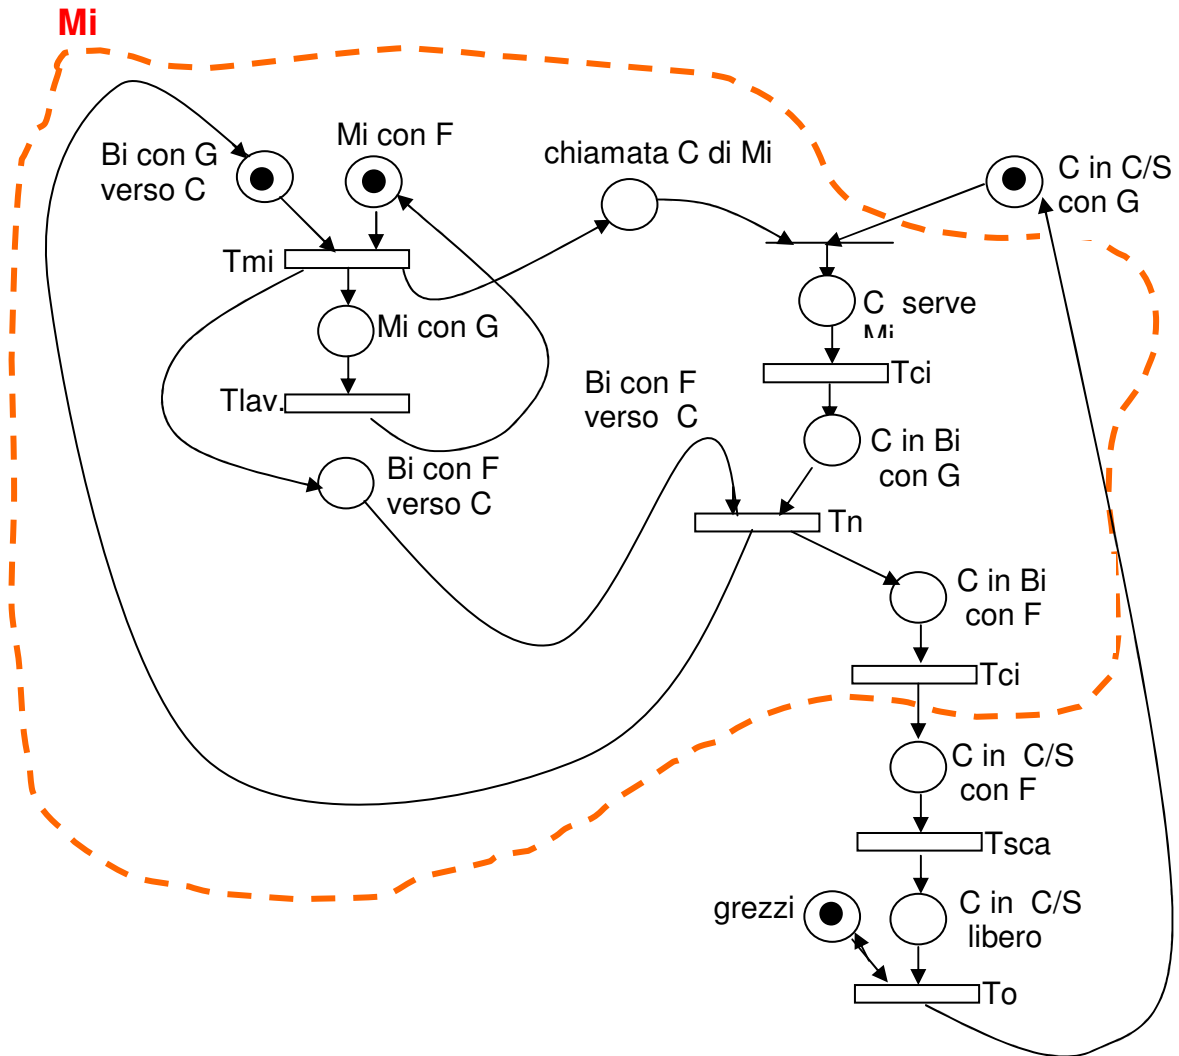 Mi
Mi con F
Bi con G
verso C
chiamata C di Mi
C in C/S
con G
Tmi
Mi con G
C serve
Tci
Bi con F
verso C
Tlav.
C in Bi
con G
Bi con F
verso C
Tn
C in Bi
con F
Tci
C in C/S
con F
Tsca
grezzi
C in C/S
libero
To